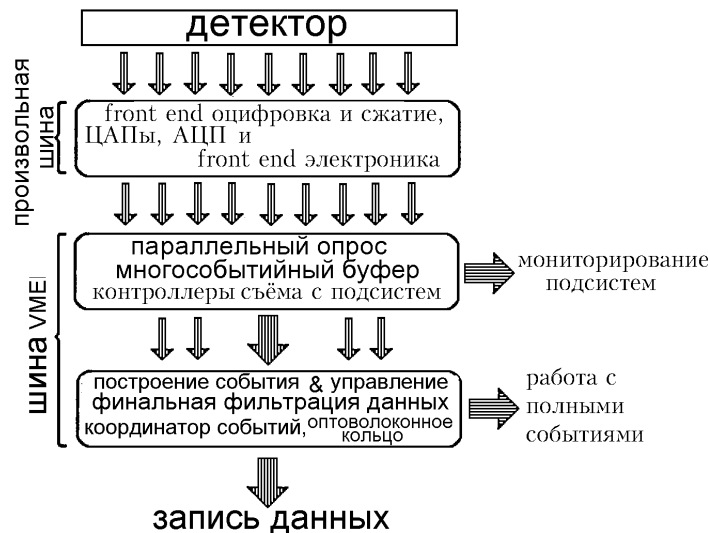 детектор
произвольная
шина
front end оцифровка и сжатие,
ЦАПы, АЦП и
front end электроника
шина VME
параллельный опрос
многособытийный буфер
контроллеры съёма с подсистем
мониторирование
подсистем
построение события & управление
финальная фильтрация данных
координатор событий, оптоволоконное
кольцо
работа с
полными
событиями
запись данных